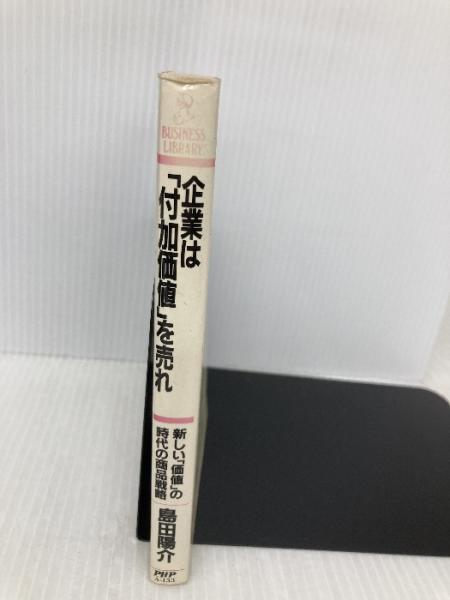 BUSINESS
LIBRARY
企業は
「付加価値」を売れ
新しい「価値」の
時代の商品戦略
島田陽介
PHP
A-133